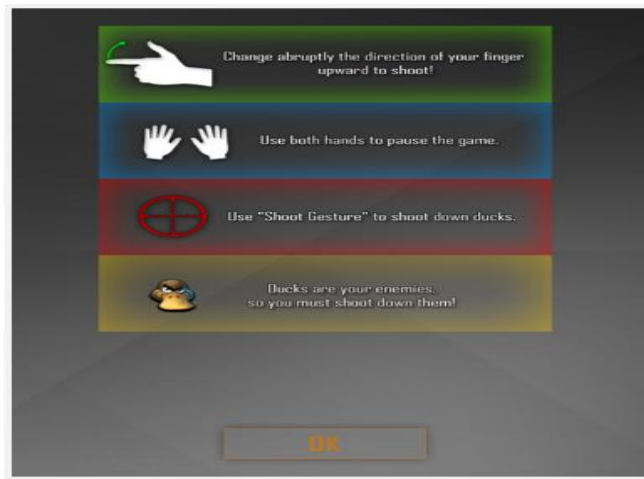 Change abruptly the direction of your finger
upward to shoot!
Use both hands to pause the game.
Use "Shoot Gesture" to shoot down ducks.
Ducks are your enemies,
so you must shoot down them!
OK